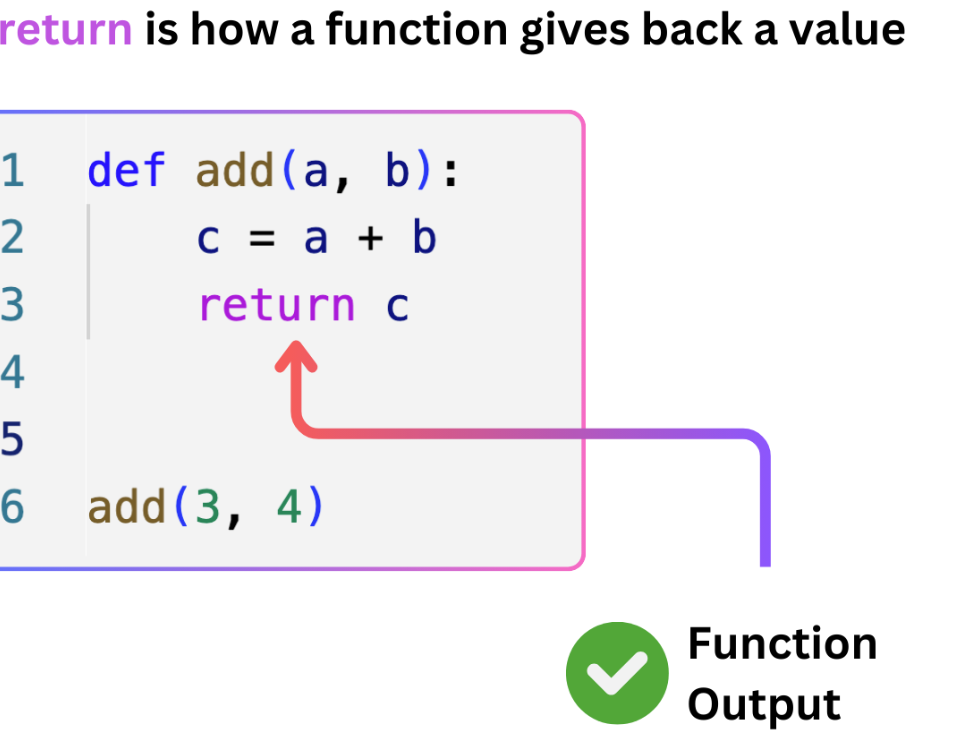 return is how a function gives back a value
1 def add(a, b):
2 c = a + b
3 return c
4
5
6 add(3, 4)
Function
Output